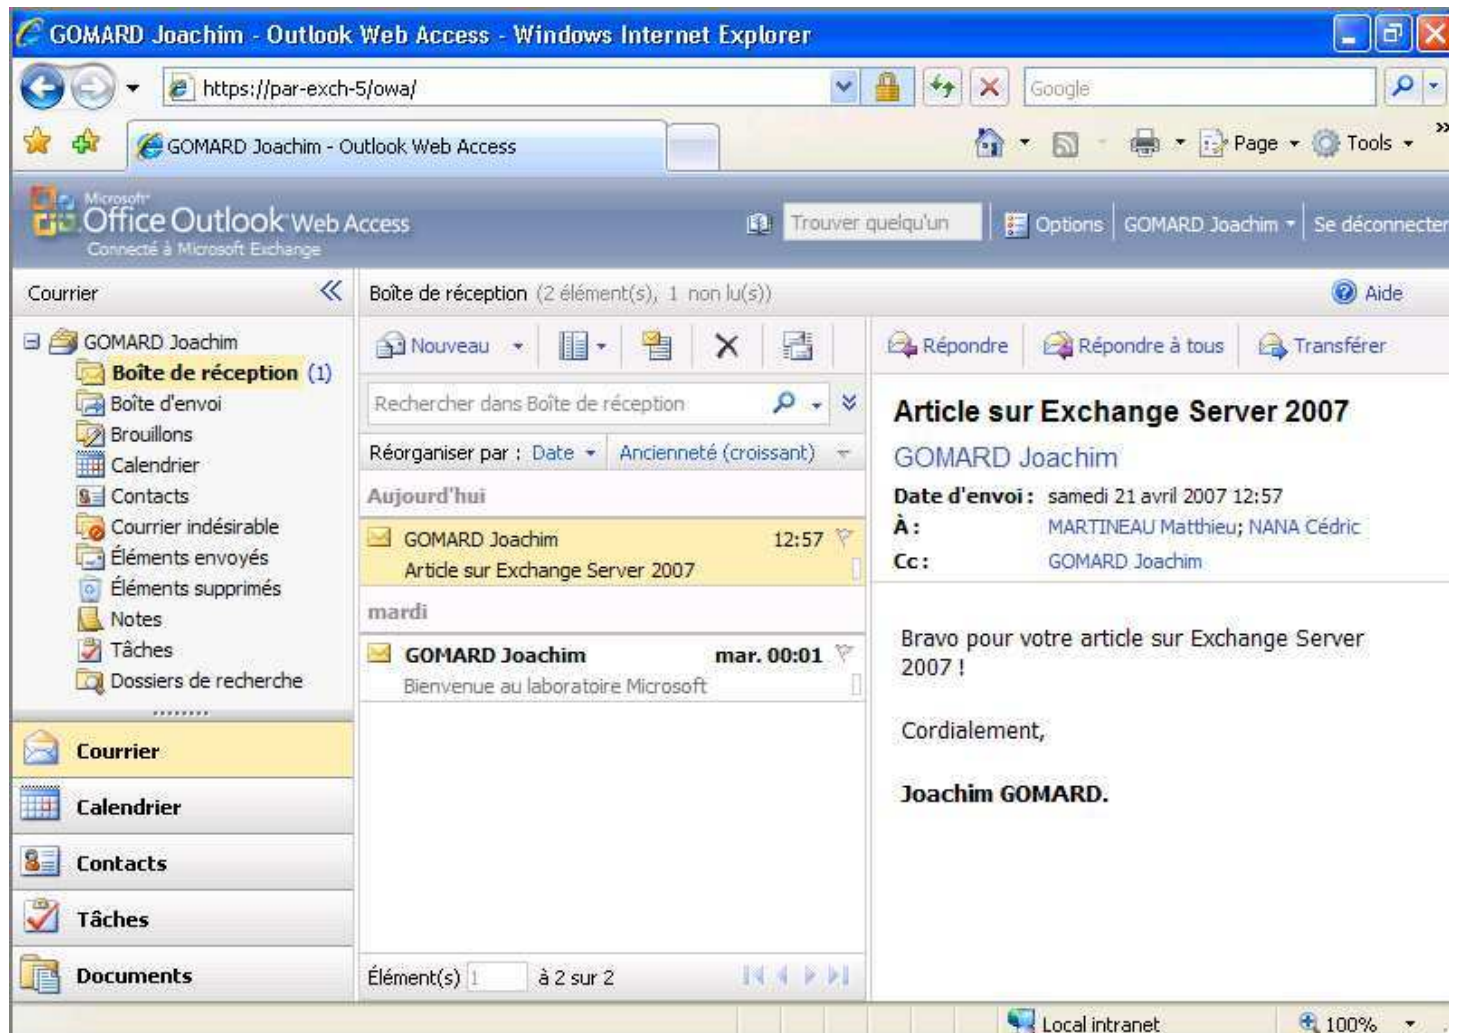 GOMARD Joachim - Outlook Web Access - Windows Internet Explorer
https://par-exch-5/owa/
Google
GOMARD Joachim - Outlook Web Access
Page
Tools
»
Microsoft
Office Outlook Web Access
Connecté à Microsoft Exchange
Trouver quelqu'un
Options
GOMARD Joachim
Se déconnecter
Courrier
Boîte de réception (2 élément(s), 1 non lu(s))
Aide
GOMARD Joachim
Boîte de réception (1)
Boîte d'envoi
Brouillons
Calendrier
Contacts
Courrier indésirable
Éléments envoyés
Éléments supprimés
Notes
Tâches
Dossiers de recherche
Courrier
Calendrier
Contacts
Tâches
Documents
Nouveau
Rechercher dans Boîte de réception
Réorganiser par : Date
Ancienneté (croissant)
Aujourd'hui
GOMARD Joachim 12:57
Article sur Exchange Server 2007
mardi
GOMARD Joachim mar. 00:01
Bienvenue au laboratoire Microsoft
Élément(s) 1 à 2 sur 2
Répondre
Répondre à tous
Transférer
Article sur Exchange Server 2007
GOMARD Joachim
Date d'envoi : samedi 21 avril 2007 12:57
À : MARTINEAU Matthieu; NANA Cédric
Cc : GOMARD Joachim
Bravo pour votre article sur Exchange Server
2007 !
Cordialement,
Joachim GOMARD.
Local intranet
100%